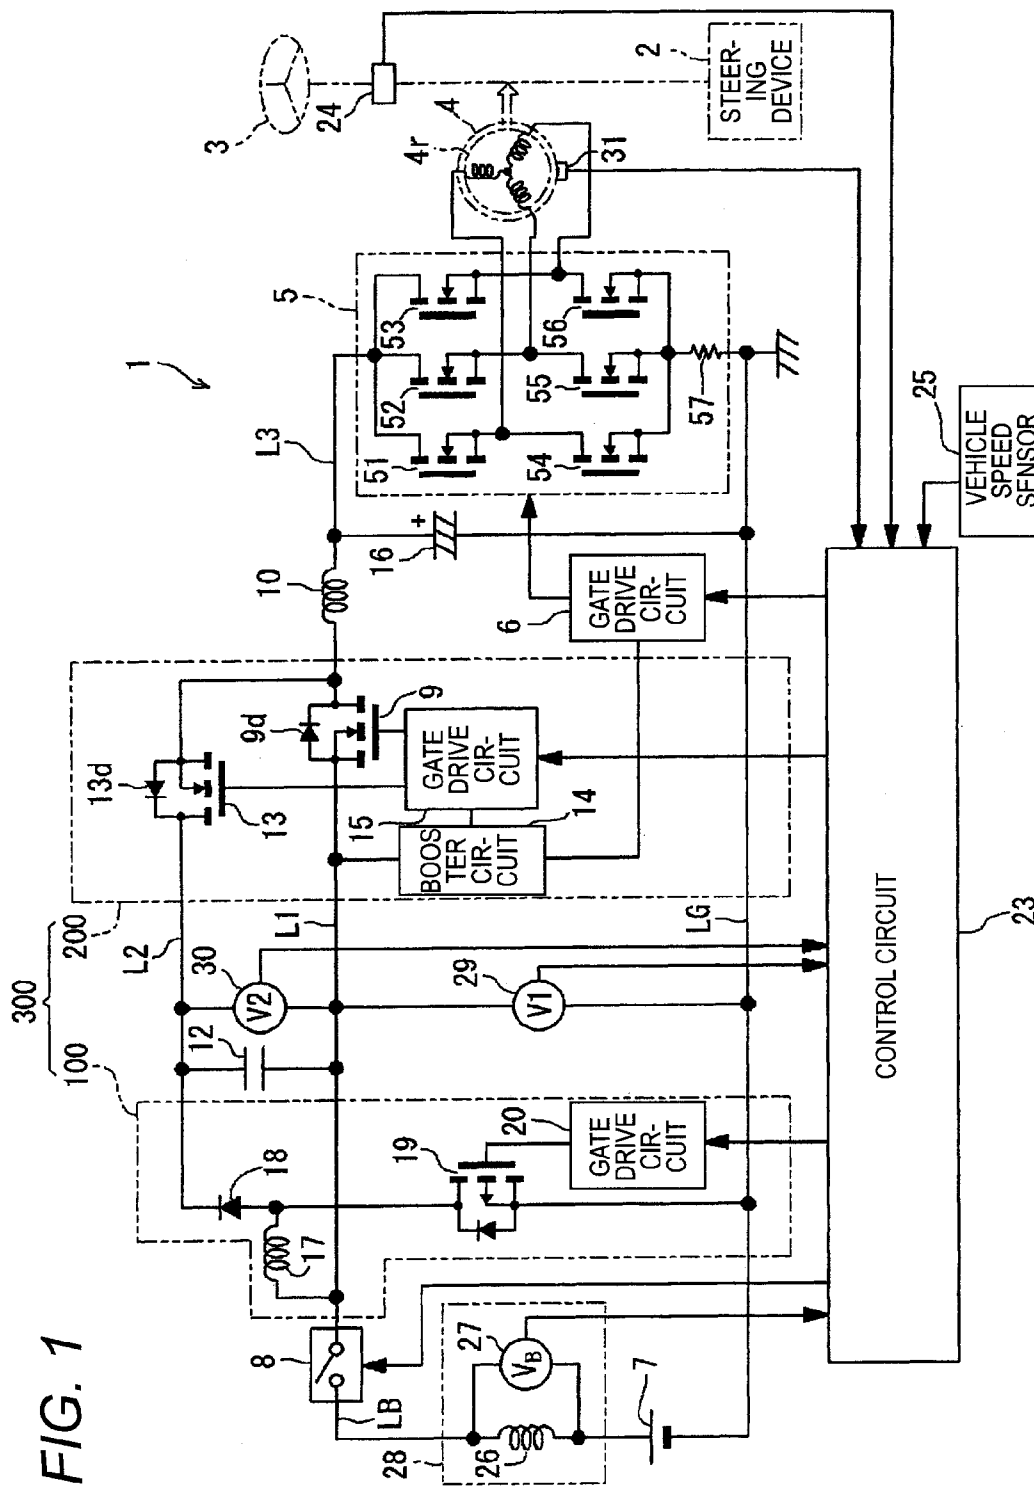 FIG. 1
1
300
100
200
3
24
2
STEER-
ING
DEVICE
4
4r
31
5
51
52
53
54
55
56
57
L3
10
16
+
6
GATE
DRIVE
CIR-
CUIT
13d
13
9d
9
15
GATE
DRIVE
CIR-
CUIT
14
BOOS
TER
CIR-
CUIT
L2
L1
LG
30
V2
12
29
V1
18
17
19
20
GATE
DRIVE
CIR-
CUIT
8
LB
27
VB
26
28
7
25
VEHICLE
SPEED
SENSOR
CONTROL CIRCUIT
23